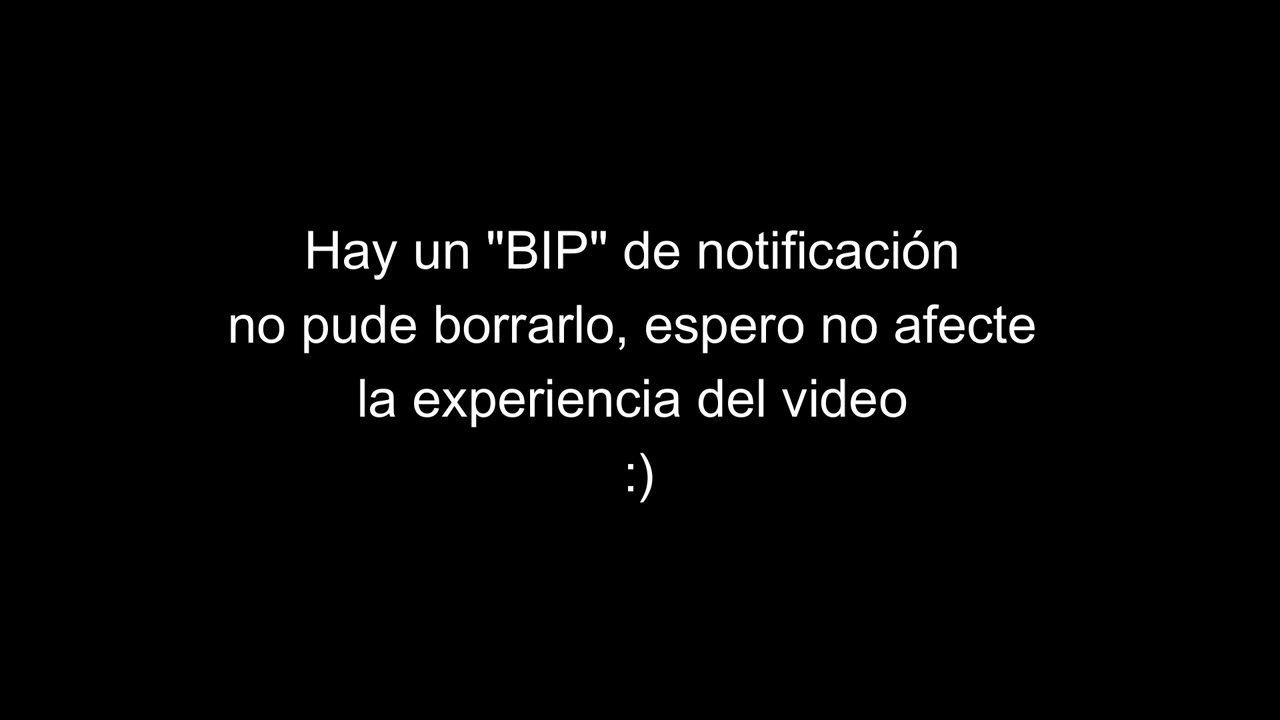 Hay un "BIP" de notificación
no pude borrarlo, espero no afecte
la experiencia del video
:)